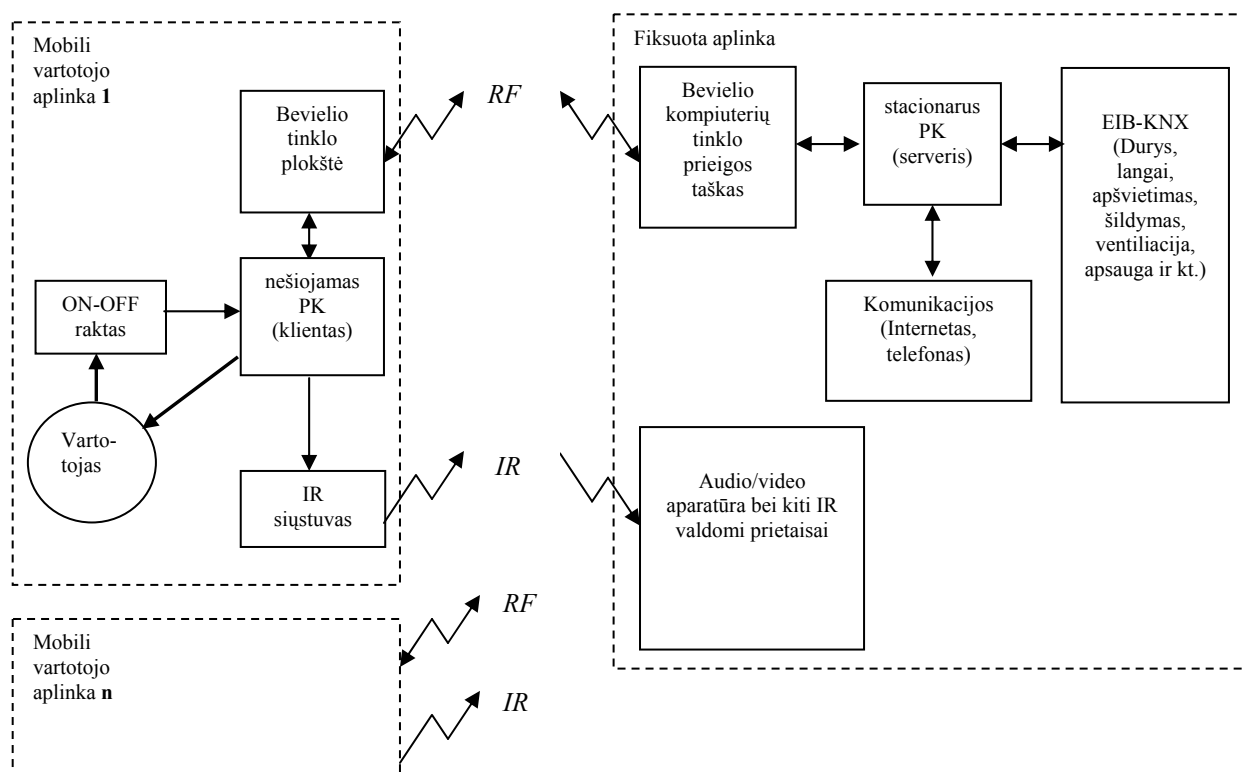 Mobili
vartotojo
aplinka 1
Bevielio
tinklo
plokštė
ON-OFF
raktas
nešiojamas
PK
(klientas)
Varto-
tojas
IR
siųstuvas
RF
IR
Fiksuota aplinka
Bevielio
kompiuterių
tinklo
prieigos
taškas
stacionarus
PK
(serveris)
EIB-KNX
(Durys,
langai,
apšvietimas,
šildymas,
ventiliacija,
apsauga ir kt.)
Komunikacijos
(Internetas,
telefonas)
Audio/video
aparatūra bei kiti IR
valdomi prietaisai
Mobili
vartotojo
aplinka n
RF
IR